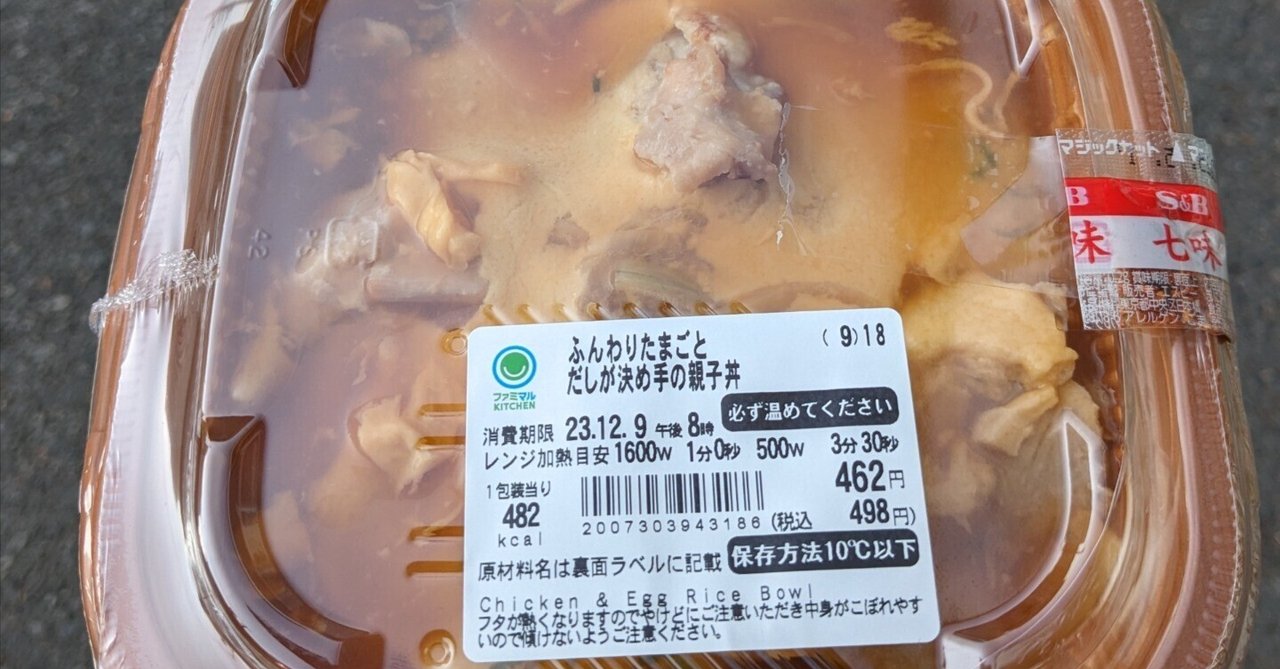 マジックカット
S&B
七味
味
ふんわりたまごと
だしが決め手の親子丼
(9)18
ファミマル
KITCHEN
必ず温めてください
消費期限 23.12.9 午後 8時
レンジ加熱目安 1600W 1分0秒 500W 3分30秒
1包装当り
482
kcal
2007303943186
462円
(税込 498円)
原材料名は裏面ラベルに記載
保存方法10℃以下
Chicken & Egg Rice Bowl
フタが熱くなりますのでやけどにご注意いただき中身がこぼれやす
いので傾けないようご注意ください。